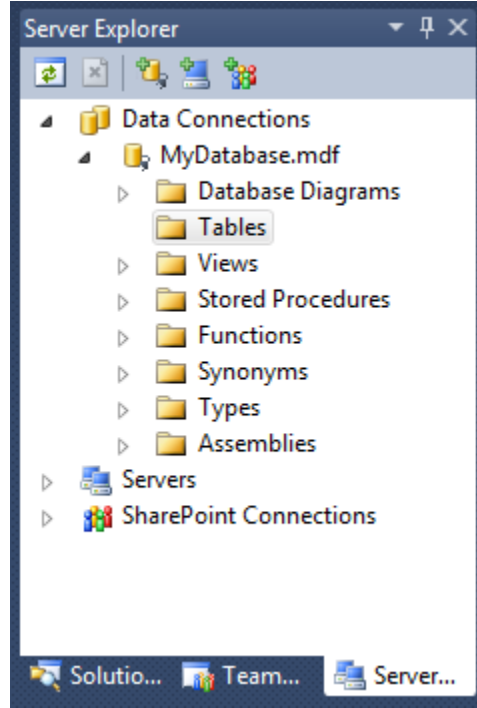 Server Explorer
Data Connections
MyDatabase.mdf
Database Diagrams
Tables
Views
Stored Procedures
Functions
Synonyms
Types
Assemblies
Servers
SharePoint Connections
Solutio... Team... Server...